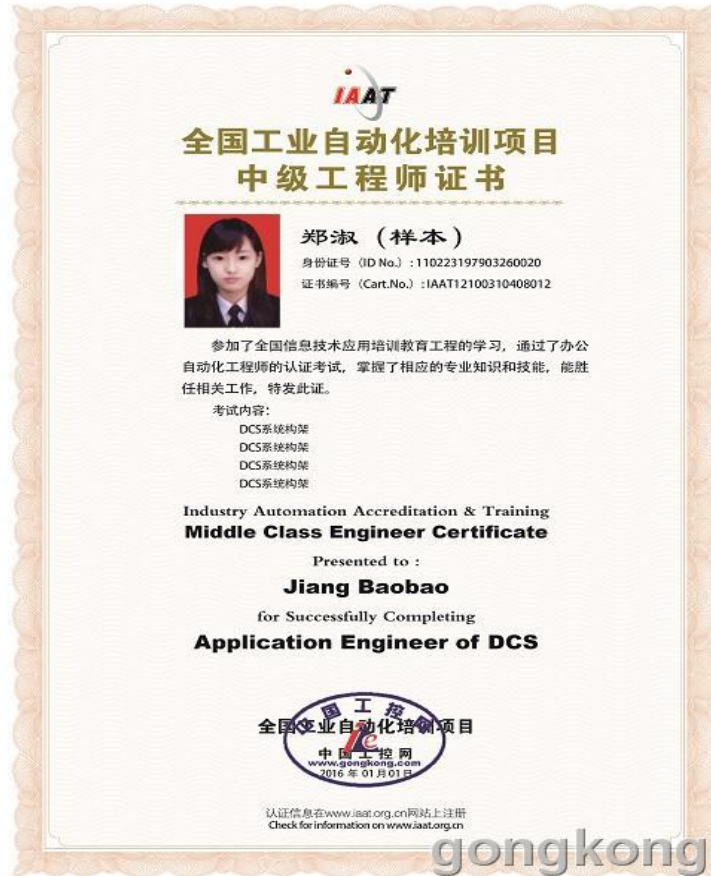 IAAT
全国工业自动化培训项目
中级工程师证书
郑淑（样本）
身份证号（ID No.）: 110223197903260020
证书编号（Cart.No.）: IAAT12100310408012
参加了全国信息技术应用培训教育工程的学习，通过了办公
自动化工程师的认证考试，掌握了相应的专业知识和技能，能胜
任相关工作，特发此证。
考试内容：
DCS系统构架
DCS系统构架
DCS系统构架
DCS系统构架
Industry Automation Accreditation & Training
Middle Class Engineer Certificate
Presented to :
Jiang Baobao
for Successfully Completing
Application Engineer of DCS
中国工控网
全国工业自动化培训项目
中国工控网
www.gongkong.com
2016 年 01月01日
认证信息在www.iaat.org.cn网站上注册
Check for information on www.iaat.org.cn
gongkong